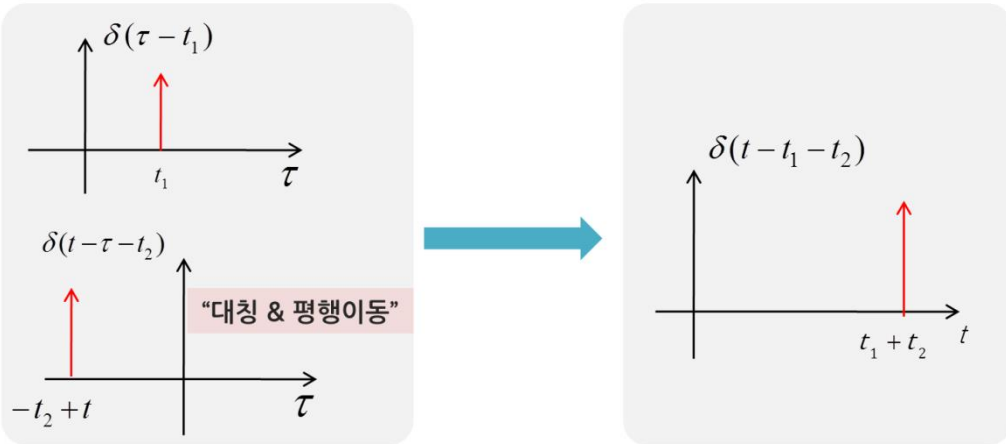 δ(τ − t₁)
t₁
τ
δ(t − τ − t₂)
“대칭 & 평행이동”
−t₂ + t
τ
δ(t − t₁ − t₂)
t₁ + t₂
t